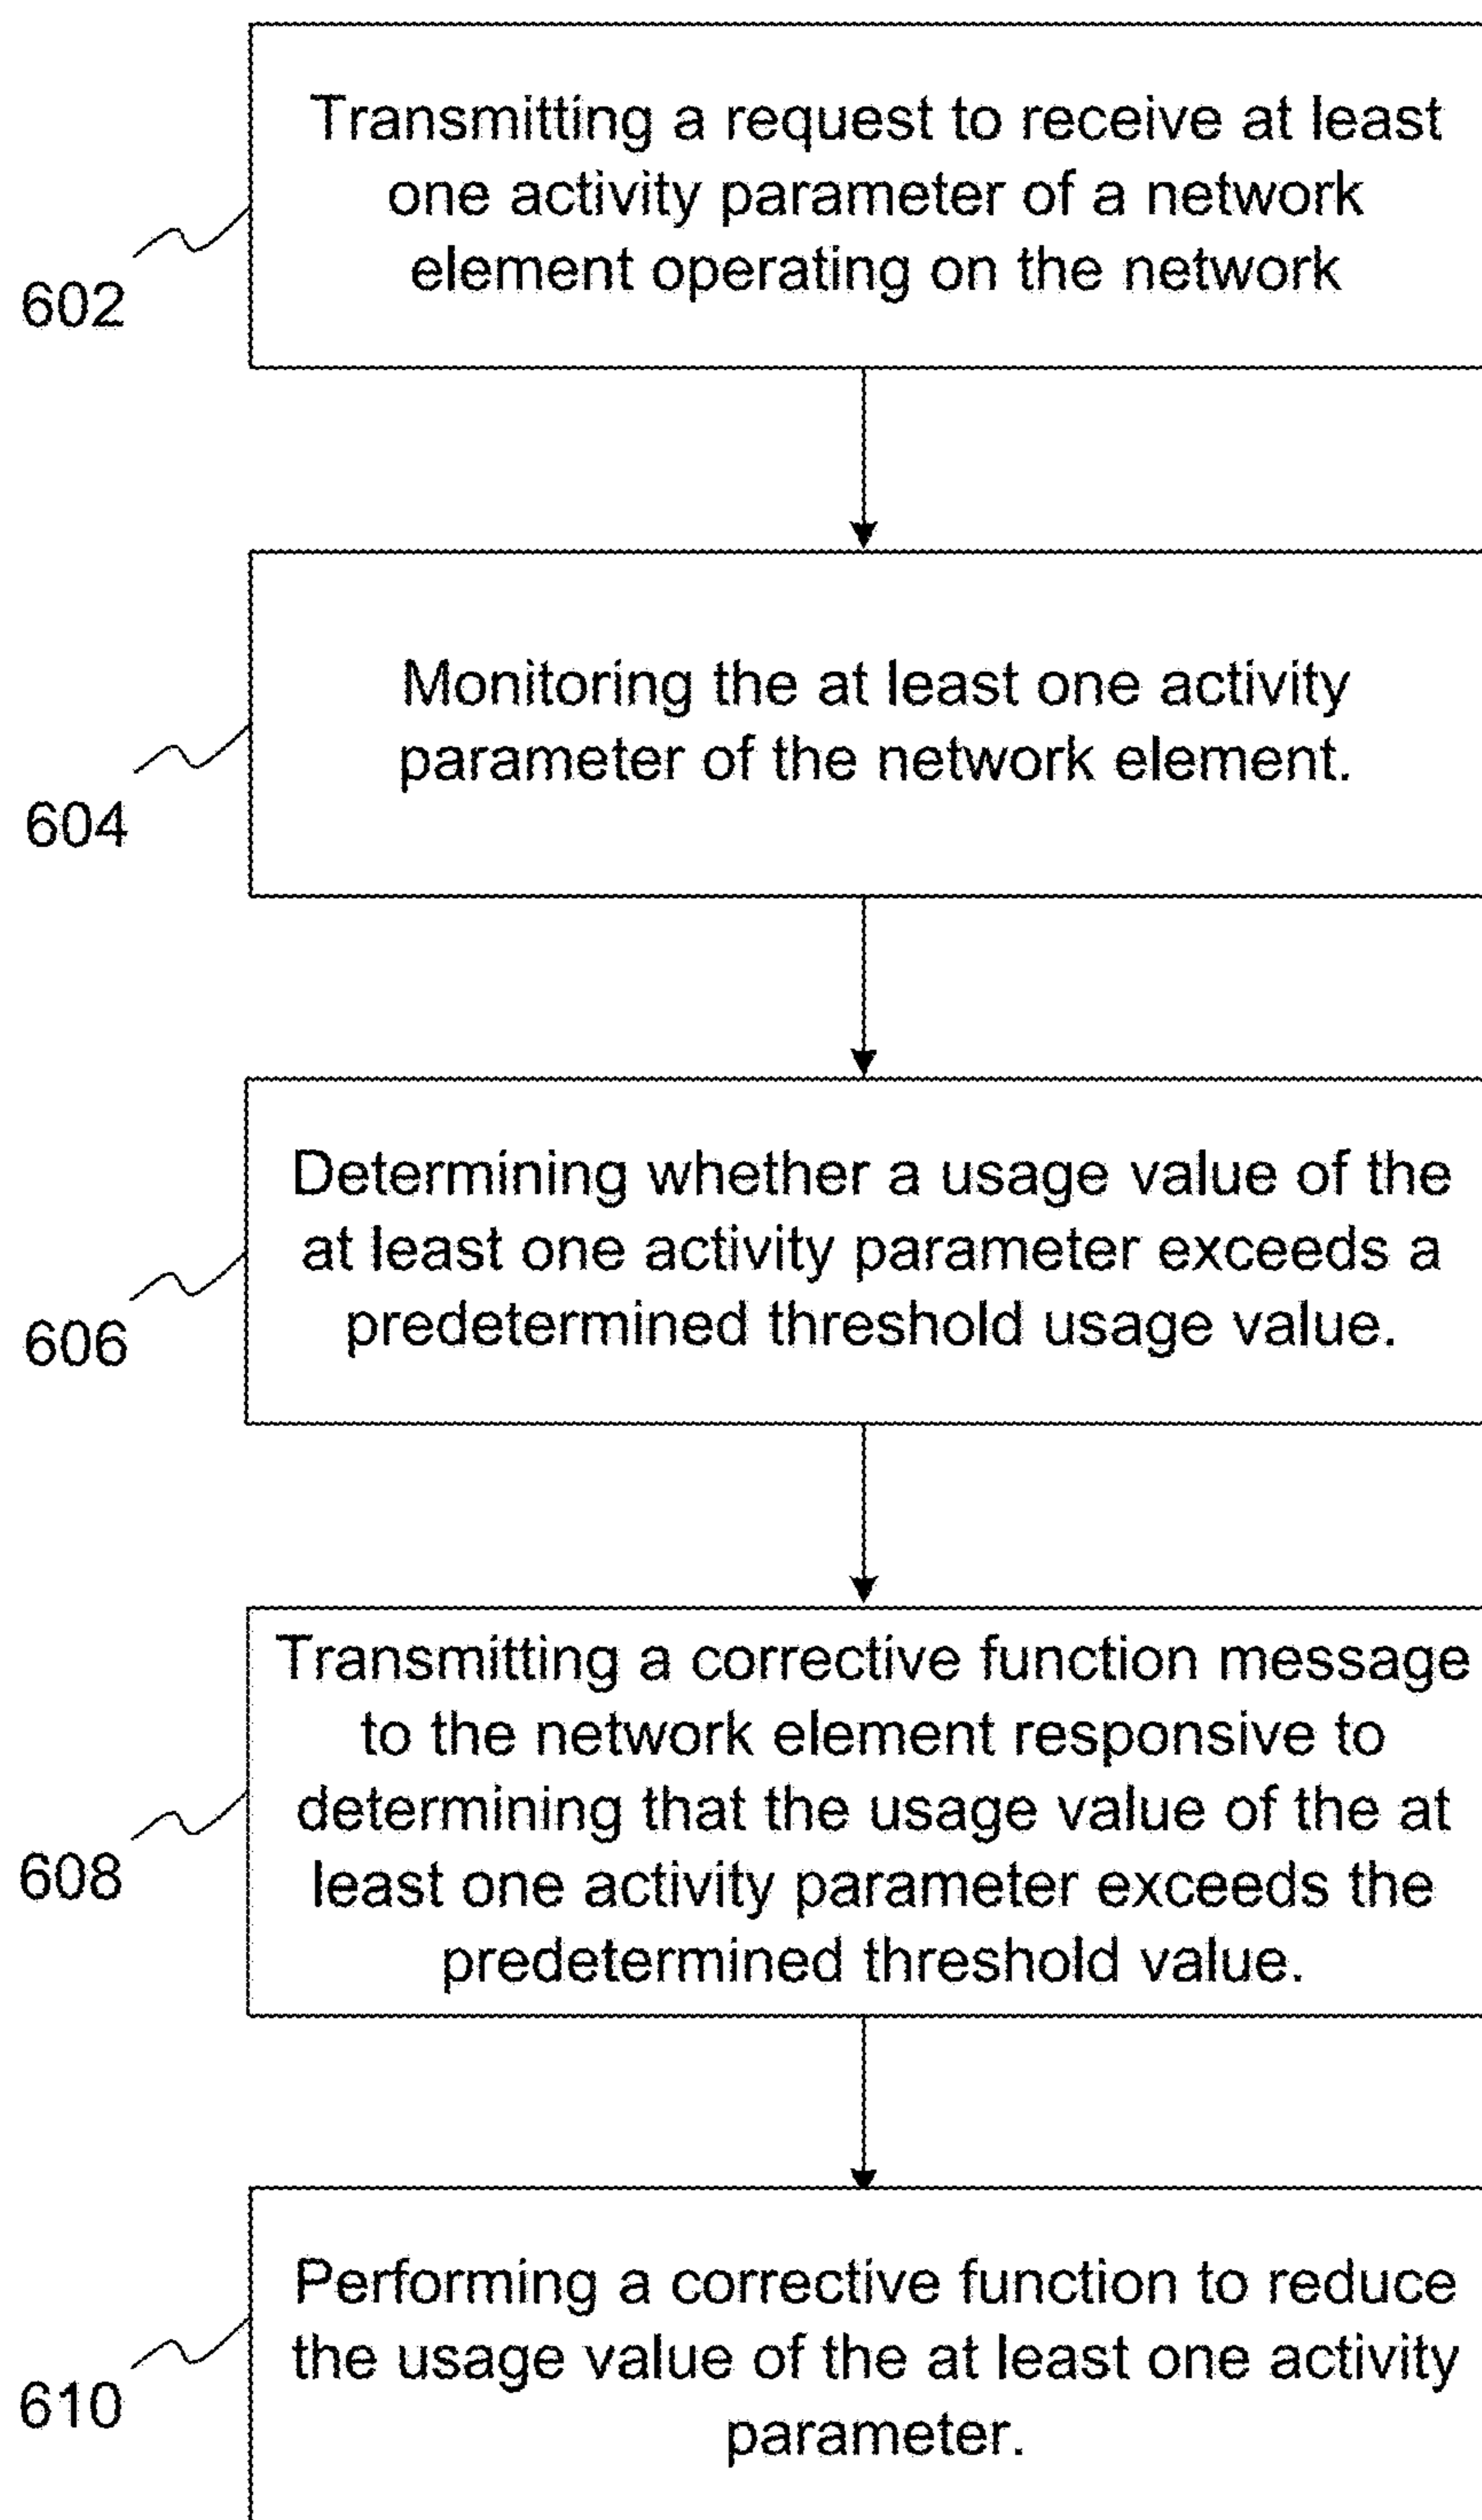 Transmitting a request to receive at least
one activity parameter of a network
element operating on the network
602
Monitoring the at least one activity
parameter of the network element.
604
Determining whether a usage value of the
at least one activity parameter exceeds a
predetermined threshold usage value.
606
Transmitting a corrective function message
to the network element responsive to
determining that the usage value of the at
least one activity parameter exceeds the
predetermined threshold value.
608
Performing a corrective function to reduce
the usage value of the at least one activity
parameter.
610